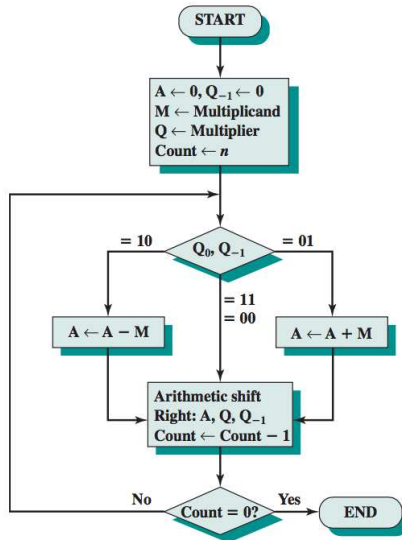 START
A ← 0, Q₋₁ ← 0
M ← Multiplicand
Q ← Multiplier
Count ← n
= 10
= 01
Q₀, Q₋₁
= 11
= 00
A ← A − M
A ← A + M
Arithmetic shift
Right: A, Q, Q₋₁
Count ← Count − 1
No
Yes
Count = 0?
END